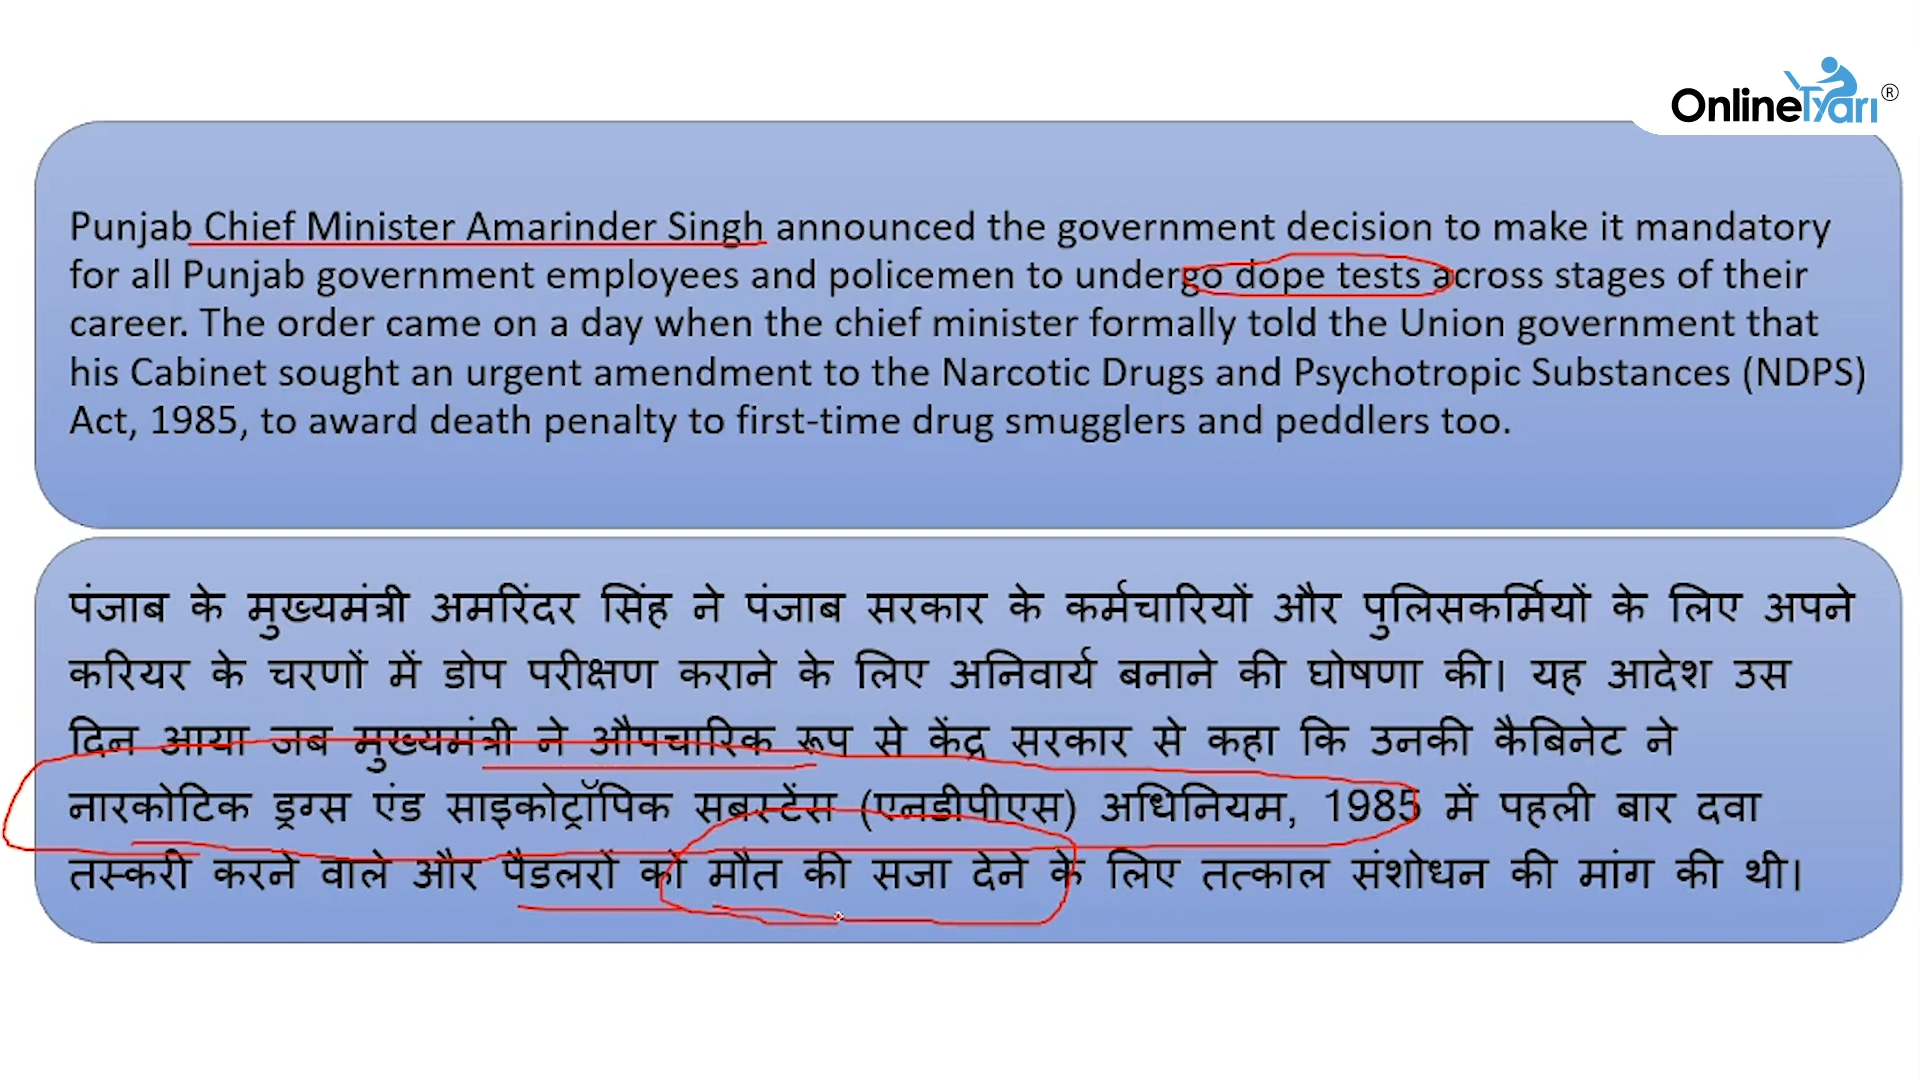 OnlineTyari®
Punjab Chief Minister Amarinder Singh announced the government decision to make it mandatory
for all Punjab government employees and policemen to undergo dope tests across stages of their
career. The order came on a day when the chief minister formally told the Union government that
his Cabinet sought an urgent amendment to the Narcotic Drugs and Psychotropic Substances (NDPS)
Act, 1985, to award death penalty to first-time drug smugglers and peddlers too.
पंजाब के मुख्यमंत्री अमरिंदर सिंह ने पंजाब सरकार के कर्मचारियों और पुलिसकर्मियों के लिए अपने
करियर के चरणों में डोप परीक्षण कराने के लिए अनिवार्य बनाने की घोषणा की। यह आदेश उस
दिन आया जब मुख्यमंत्री ने औपचारिक रूप से केंद्र सरकार से कहा कि उनकी कैबिनेट ने
नारकोटिक ड्रग्स एंड साइकोट्रॉपिक सबस्टेंस (एनडीपीएस) अधिनियम, 1985 में पहली बार दवा
तस्करी करने वाले और पैडलरों को मौत की सजा देने के लिए तत्काल संशोधन की मांग की थी।